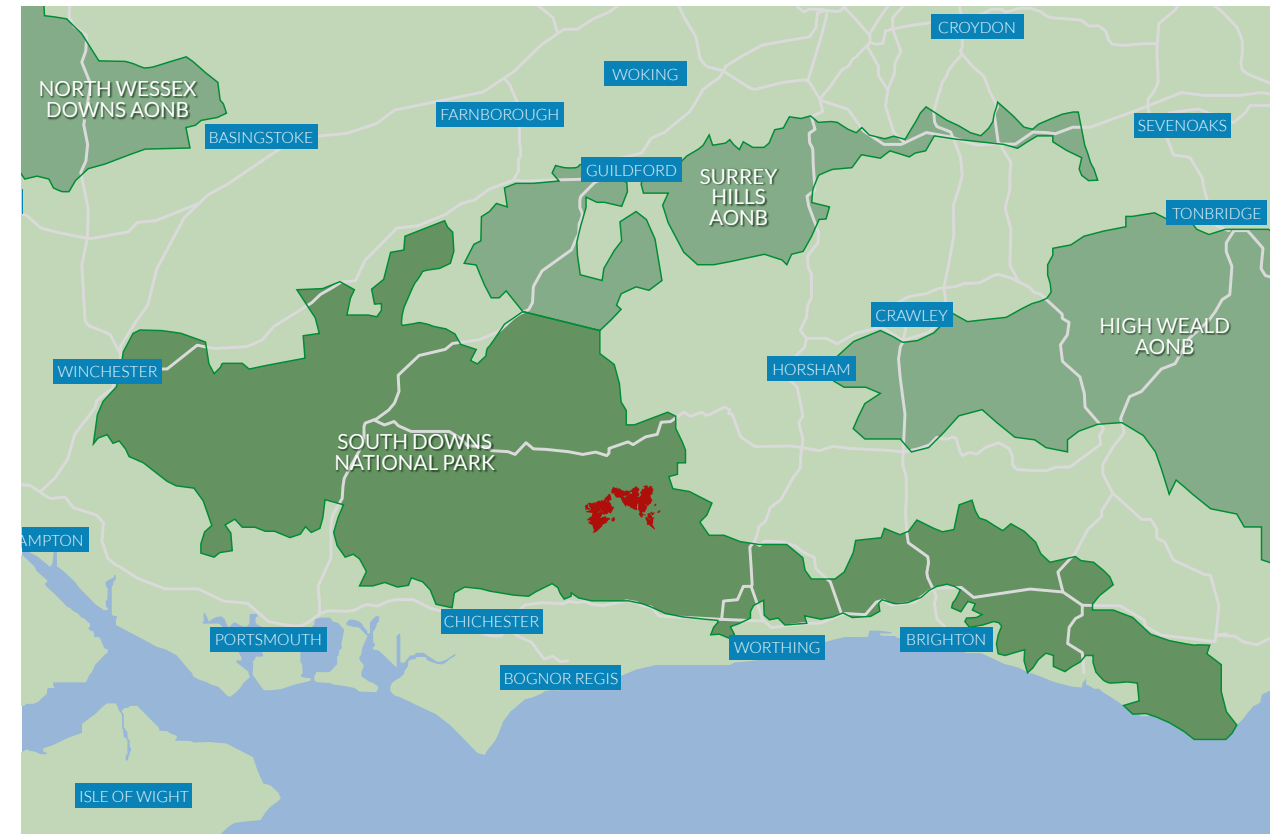 CROYDON
WOKING
NORTH WESSEX
DOWNS AONB
FARNBOROUGH
SEVENOAKS
BASINGSTOKE
GUILDFORD
SURREY
HILLS
AONB
TONBRIDGE
CRAWLEY
HIGH WEALD
AONB
WINCHESTER
HORSHAM
SOUTH DOWNS
NATIONAL PARK
AMPTON
CHICHESTER
PORTSMOUTH
BRIGHTON
WORTHING
BOGNOR REGIS
ISLE OF WIGHT